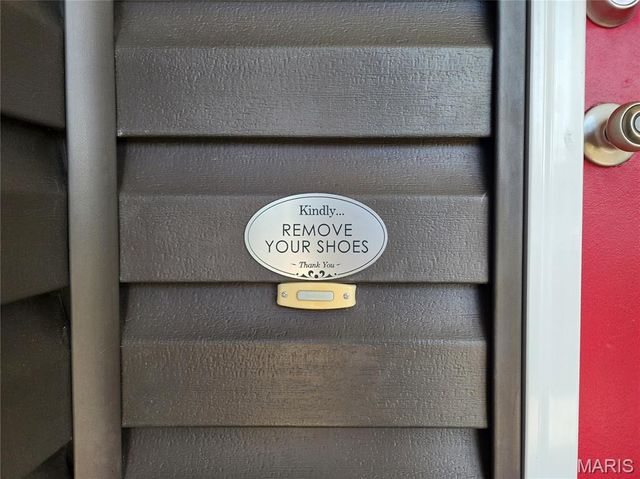 Kindly...
REMOVE
YOUR SHOES
~ Thank You ~
MARIS